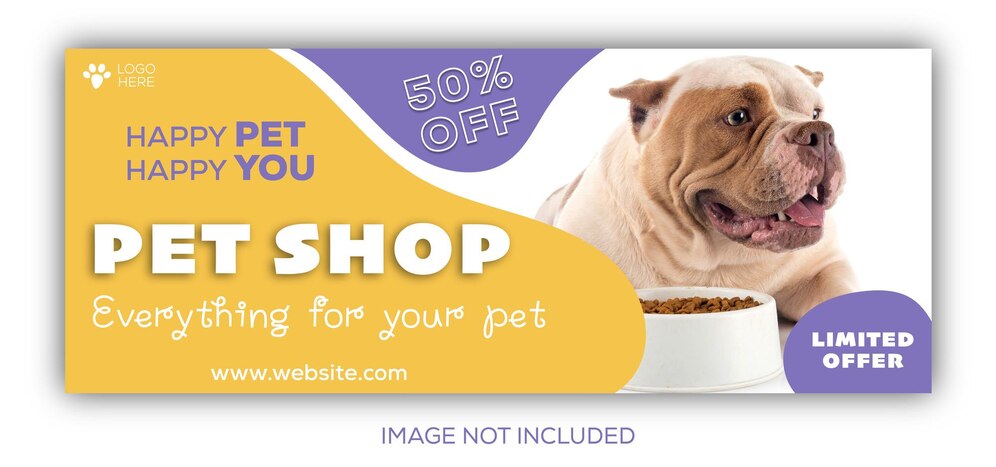 LOGO
HERE
HAPPY PET
HAPPY YOU
50%
OFF
PET SHOP
Everything for your pet
www.website.com
LIMITED
OFFER
IMAGE NOT INCLUDED